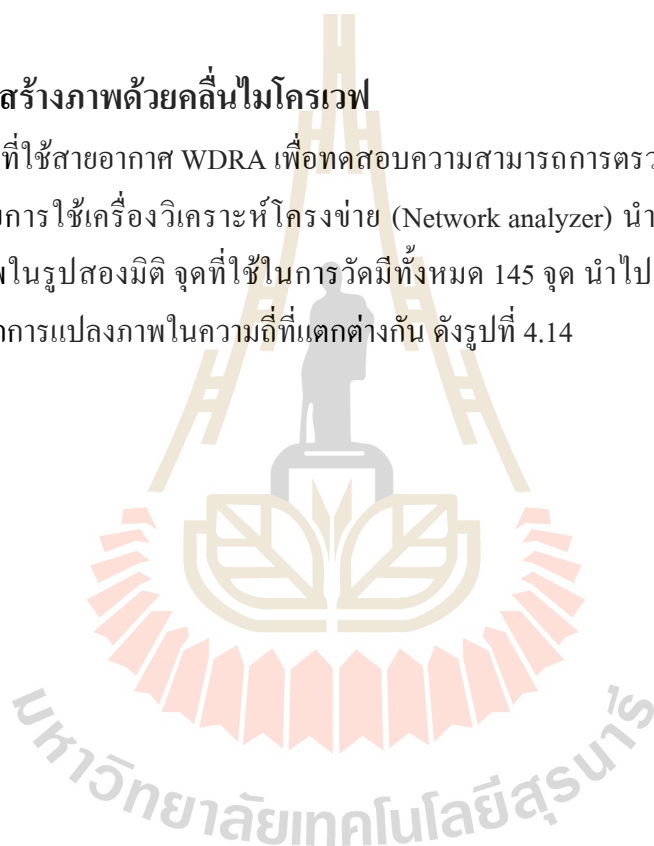 สร้างภาพด้วยคลื่นไมโครเวฟ
ที่ใช้สายอากาศ WDRA เพื่อทดสอบความสามารถการตรว
การใช้เครื่องวิเคราะห์โครงข่าย (Network analyzer) นำ
ในรูปสองมิติ จุดที่ใช้ในการวัดมีทั้งหมด 145 จุด นำไป
การแปลงภาพในความถี่ที่แตกต่างกัน ดังรูปที่ 4.14
มหาวิทยาลัยเทคโนโลยีสุรนารี